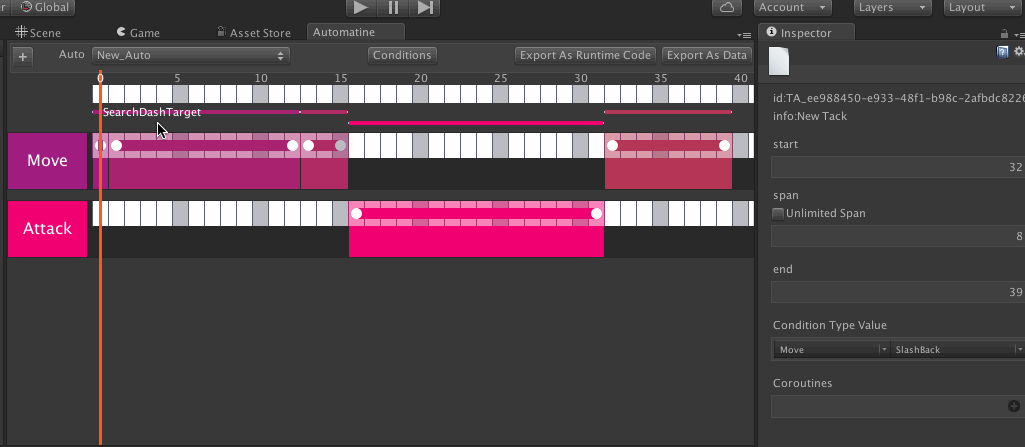 Global
Account
Layers
Layout
Scene
Game
Asset Store
Automatine
Inspector
+ Auto New_Auto Conditions Export As Runtime Code Export As Data
0 5 10 15 20 25 30 35 40
SearchDashTarget
Move
Attack
id:TA_ee988450-e933-48f1-b98c-2afbdc8226
info:New Tack
start
32
span
Unlimited Span
8
end
39
Condition Type Value
Move SlashBack
Coroutines